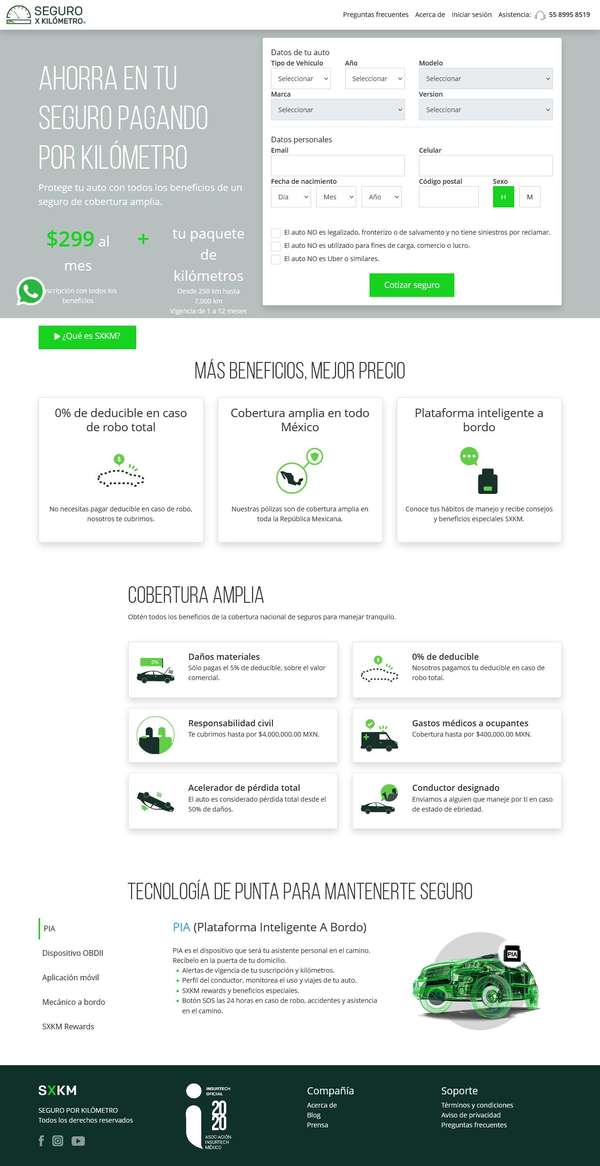 SEGURO
X KILÓMETRO
Preguntas frecuentes Acerca de Iniciar sesión Asistencia: 55 8995 8519
AHORRA EN TU
SEGURO PAGANDO
POR KILÓMETRO
Protege tu auto con todos los beneficios de un
seguro de cobertura amplia.
$299 al
mes
scripción con todos los
beneficios
+
tu paquete
de
kilómetros
Desde 250 km hasta
7,000 km
Vigencia de 1 a 12 meses
Datos de tu auto
Tipo de Vehículo Año Modelo
Seleccionar Seleccionar Seleccionar
Marca Version
Seleccionar Seleccionar
Datos personales
Email Celular
Fecha de nacimiento Código postal Sexo
Día Mes Año H M
El auto NO es legalizado, fronterizo o de salvamento y no tiene siniestros por reclamar.
El auto NO es utilizado para fines de carga, comercio o lucro.
El auto NO es Uber o similares.
Cotizar seguro
¿Qué es SXKM?
MÁS BENEFICIOS, MEJOR PRECIO
0% de deducible en caso
de robo total
No necesitas pagar deducible en caso de robo,
nosotros te cubrimos.
Cobertura amplia en todo
México
Nuestras pólizas son de cobertura amplia en
toda la República Mexicana.
Plataforma inteligente a
bordo
Conoce tus hábitos de manejo y recibe consejos
y beneficios especiales SXKM.
COBERTURA AMPLIA
Obtén todos los beneficios de la cobertura nacional de seguros para manejar tranquilo.
Daños materiales
Sólo pagas el 5% de deducible, sobre el valor
comercial.
0% de deducible
Nosotros pagamos tu deducible en caso de
robo total.
Responsabilidad civil
Te cubrimos hasta por $4,000,000.00 MXN.
Gastos médicos a ocupantes
Cobertura hasta por $400,000.00 MXN.
Acelerador de pérdida total
El auto es considerado pérdida total desde el
50% de daños.
Conductor designado
Enviamos a alguien que maneje por ti en caso
de estado de ebriedad.
TECNOLOGÍA DE PUNTA PARA MANTENERTE SEGURO
PIA
Dispositivo OBDII
Aplicación móvil
Mecánico a bordo
SXKM Rewards
PIA (Plataforma Inteligente A Bordo)
PIA es el dispositivo que será tu asistente personal en el camino.
Recíbelo en la puerta de tu domicilio.
Alertas de vigencia de tu suscripción y kilómetros.
Perfil del conductor, monitorea el uso y viajes de tu auto.
SXKM rewards y beneficios especiales.
Botón SOS las 24 horas en caso de robo, accidentes y asistencia
en el camino.
PIA
SXKM
SEGURO POR KILÓMETRO
Todos los derechos reservados
INSURTECH
OFICIAL
20
20
ASOCIACIÓN
INSURTECH
MÉXICO
Compañía
Acerca de
Blog
Prensa
Soporte
Términos y condiciones
Aviso de privacidad
Preguntas frecuentes